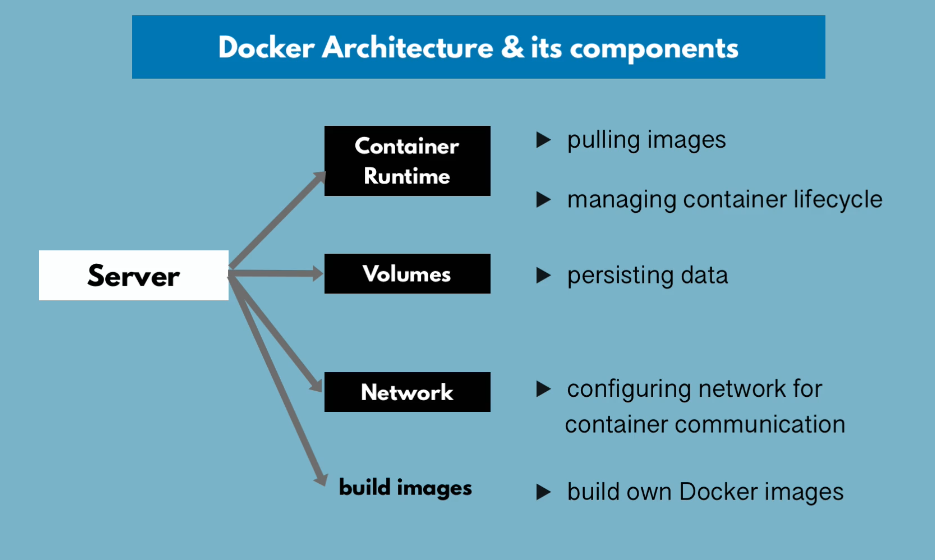 Docker Architecture & its components
Container
Runtime
▶ pulling images
▶ managing container lifecycle
Server
Volumes
▶ persisting data
Network
▶ configuring network for
container communication
build images
▶ build own Docker images